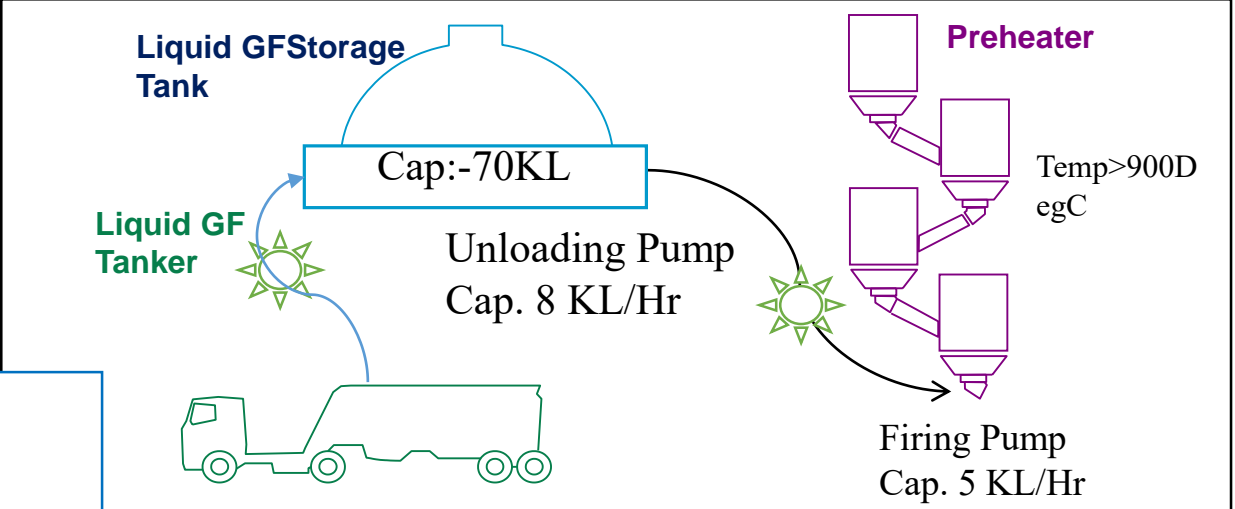 Liquid GFStorage
Tank
Preheater
Cap:-70KL
Temp>900D
egC
Liquid GF
Tanker
Unloading Pump
Cap. 8 KL/Hr
Firing Pump
Cap. 5 KL/Hr